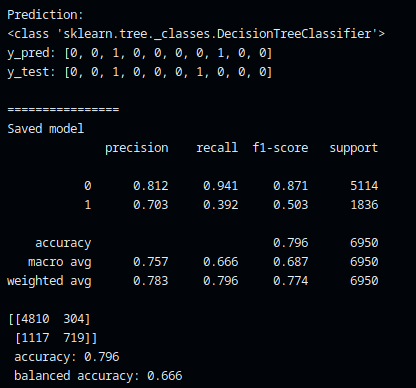 Prediction:
<class 'sklearn.tree._classes.DecisionTreeClassifier'>
y_pred: [0, 0, 1, 0, 0, 0, 0, 1, 0, 0]
y_test: [0, 0, 1, 0, 0, 0, 1, 0, 0, 0]
================
Saved model
precision recall f1-score support
0 0.812 0.941 0.871 5114
1 0.703 0.392 0.503 1836
accuracy 0.796 6950
macro avg 0.757 0.666 0.687 6950
weighted avg 0.783 0.796 0.774 6950
[[4810 304]
[1117 719]]
accuracy: 0.796
balanced accuracy: 0.666